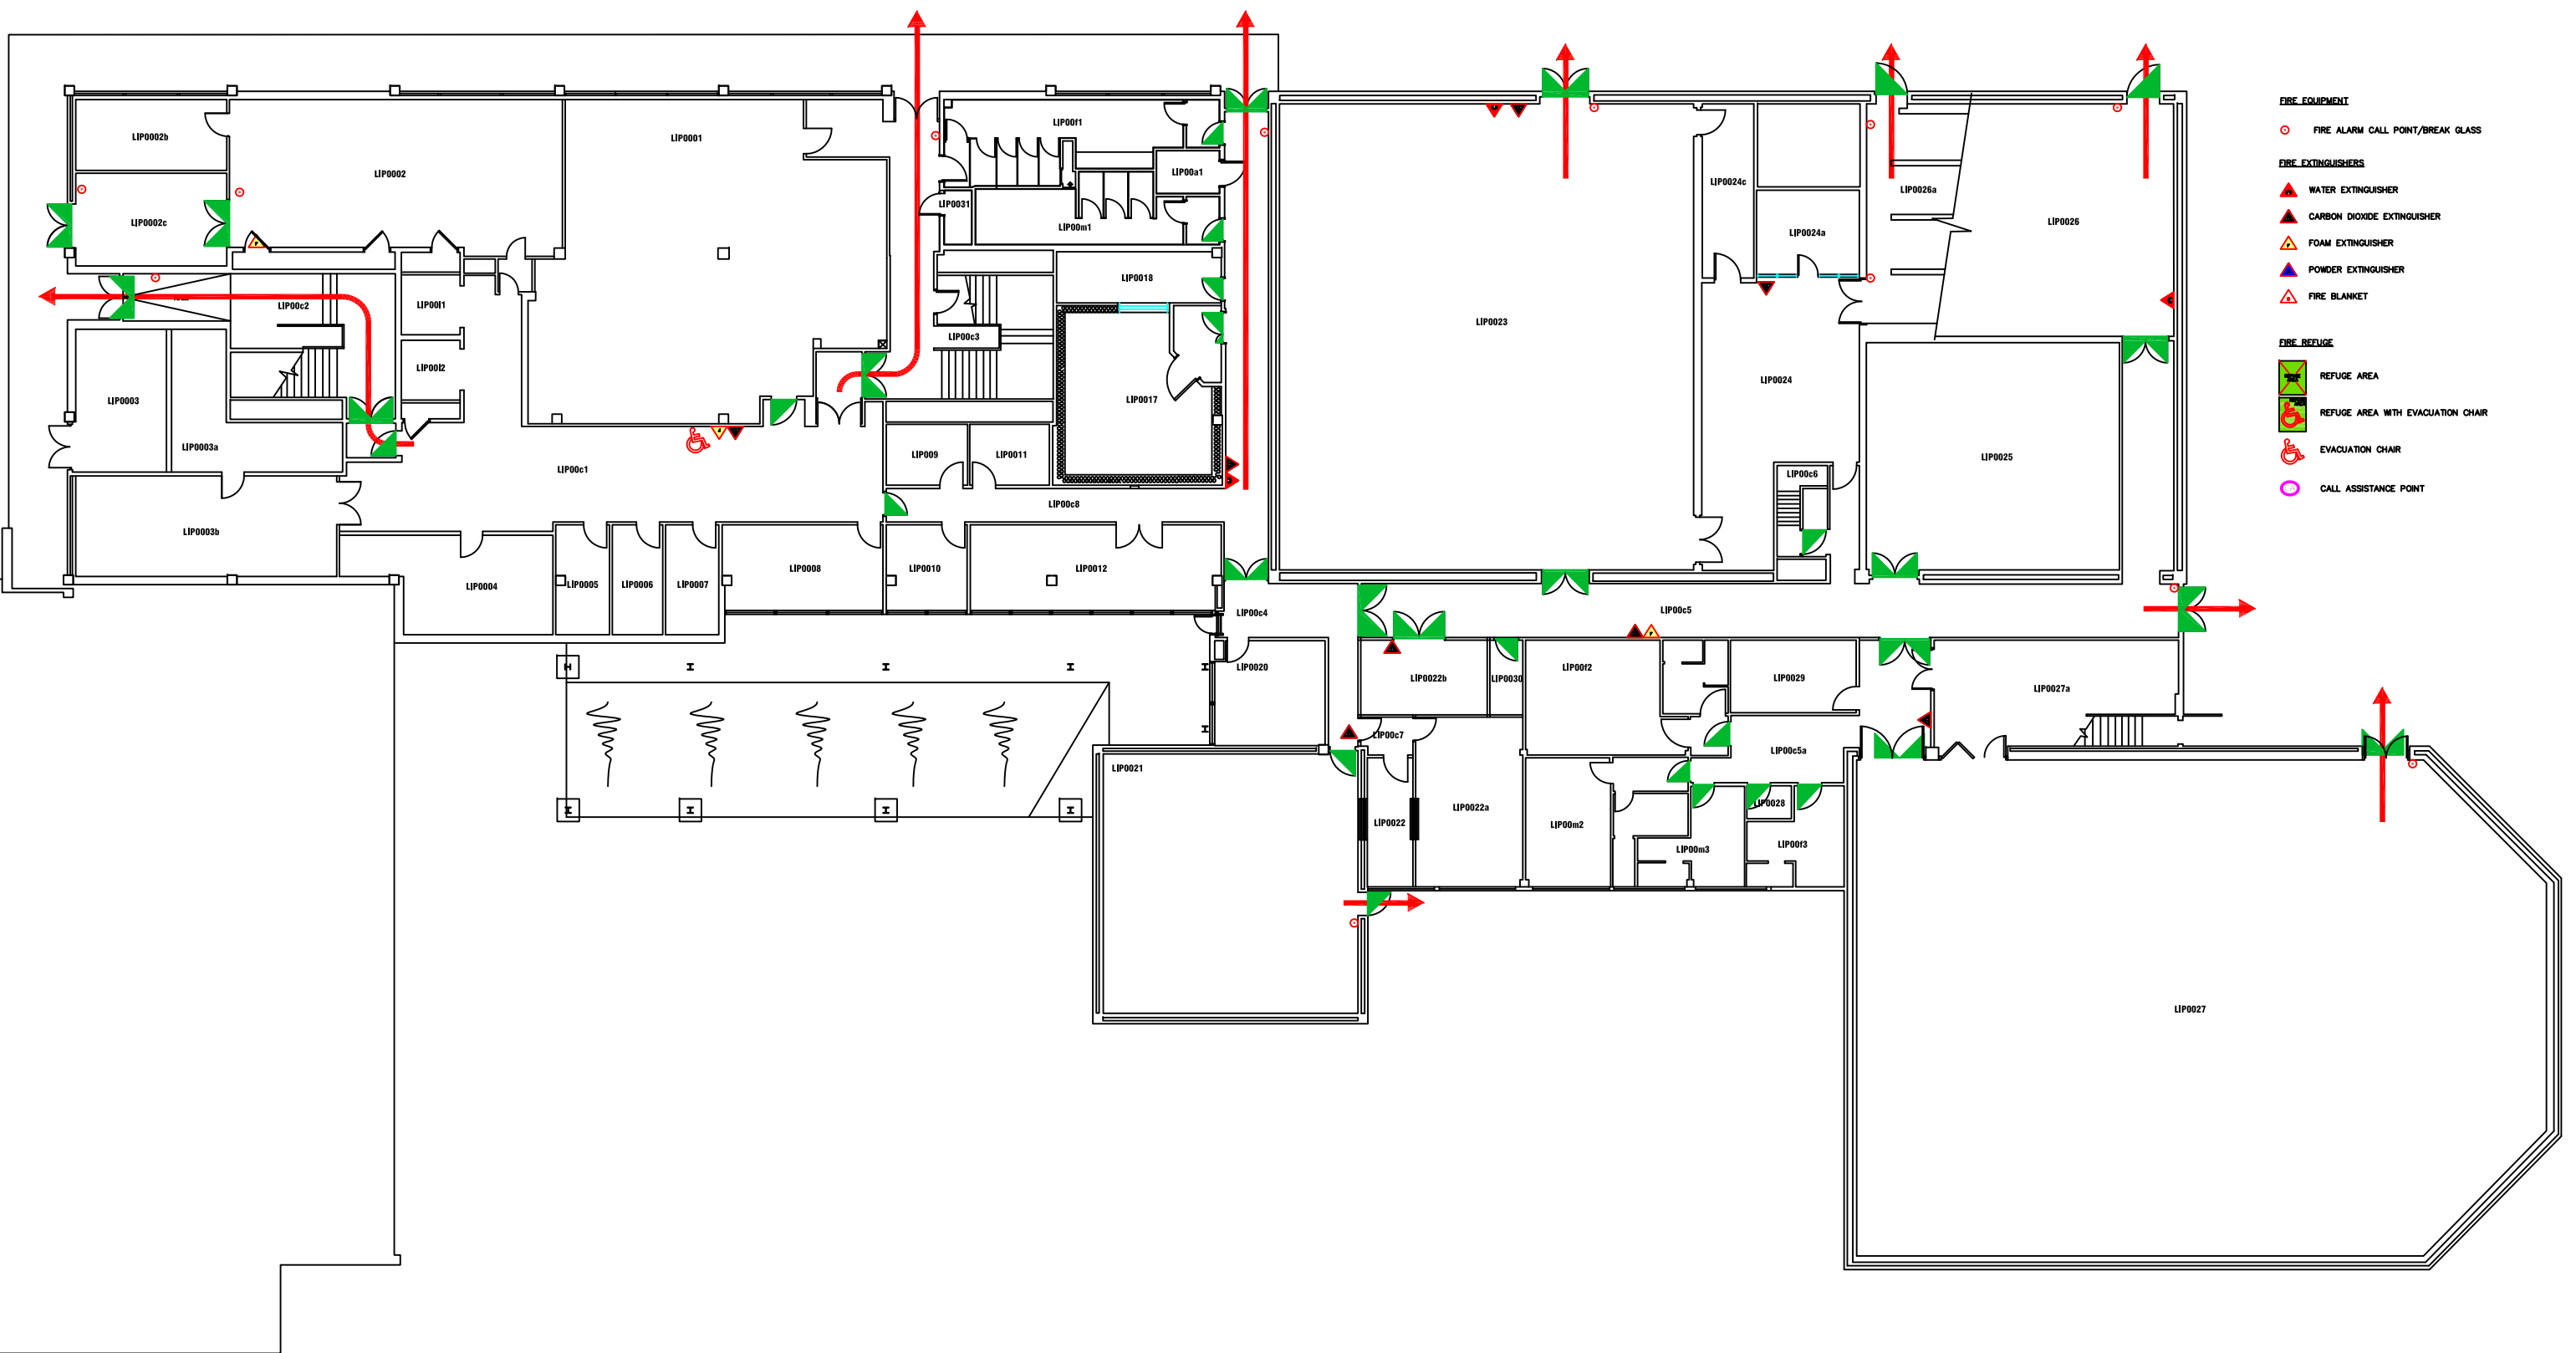 FIRE EQUIPMENT
FIRE ALARM CALL POINT/BREAK GLASS
FIRE EXTINGUISHERS
WATER EXTINGUISHER
CARBON DIOXIDE EXTINGUISHER
FOAM EXTINGUISHER
POWDER EXTINGUISHER
FIRE BLANKET
FIRE REFUGE
REFUGE AREA
REFUGE AREA WITH EVACUATION CHAIR
EVACUATION CHAIR
CALL ASSISTANCE POINT
LIP0002b
LIP0002
LIP0001
LIP00f1
LIP00a1
LIP0031
LIP00m1
LIP0002c
LIP0024c
LIP0026a
LIP0026
LIP0024a
LIP0018
LIP00c2
LIP00l1
LIP00c3
LIP0023
LIP00l2
LIP0003
LIP0017
LIP0024
LIP0003a
LIP00c1
LIP009
LIP0011
LIP0025
LIP00c6
LIP00c8
LIP0003b
LIP0004
LIP0005
LIP0006
LIP0007
LIP0008
LIP0010
LIP0012
LIP00c4
LIP00c5
LIP0020
LIP0022b
LIP0030
LIP00f2
LIP0029
LIP0027a
LIP00c7
LIP00c5a
LIP0021
LIP0022
LIP0022a
LIP00m2
LIP0028
LIP00m3
LIP00f3
LIP0027